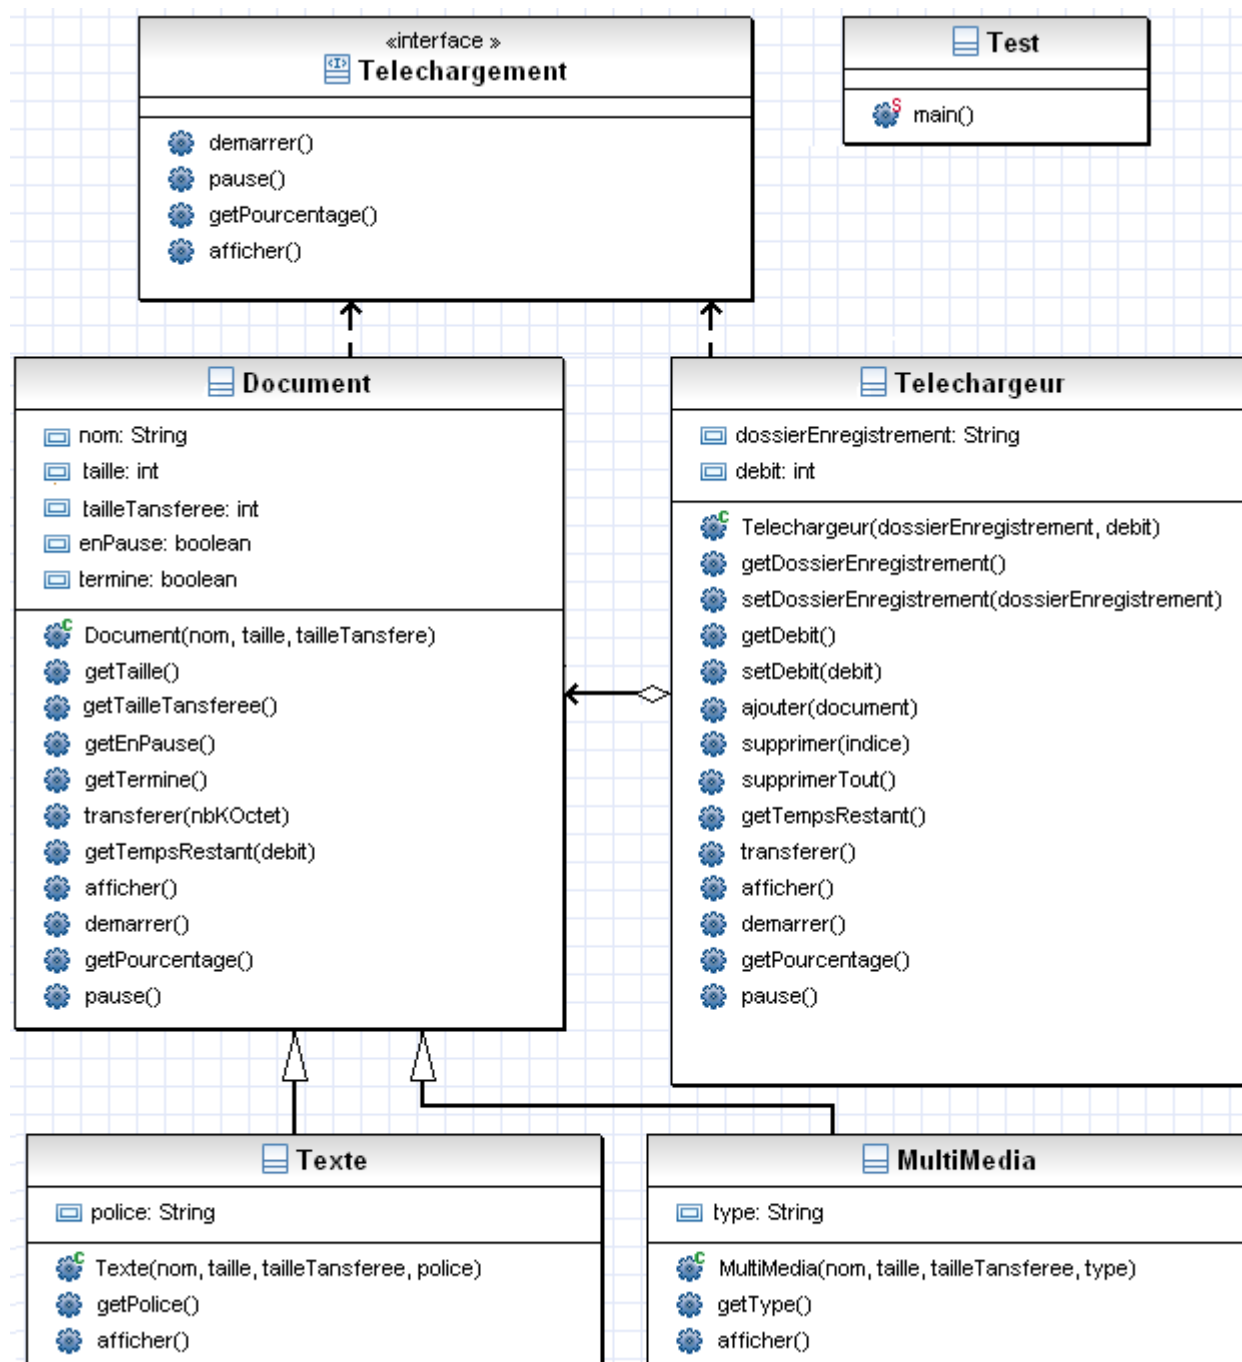 «interface »
Telechargement
demarrer()
pause()
getPourcentage()
afficher()
Test
main()
Document
nom: String
taille: int
tailleTansferee: int
enPause: boolean
termine: boolean
Document(nom, taille, tailleTansfere)
getTaille()
getTailleTansferee()
getEnPause()
getTermine()
transferer(nbKOctet)
getTempsRestant(debit)
afficher()
demarrer()
getPourcentage()
pause()
Telechargeur
dossierEnregistrement: String
debit: int
Telechargeur(dossierEnregistrement, debit)
getDossierEnregistrement()
setDossierEnregistrement(dossierEnregistrement)
getDebit()
setDebit(debit)
ajouter(document)
supprimer(indice)
supprimerTout()
getTempsRestant()
transferer()
afficher()
demarrer()
getPourcentage()
pause()
Texte
police: String
Texte(nom, taille, tailleTansferee, police)
getPolice()
afficher()
MultiMedia
type: String
MultiMedia(nom, taille, tailleTansferee, type)
getType()
afficher()